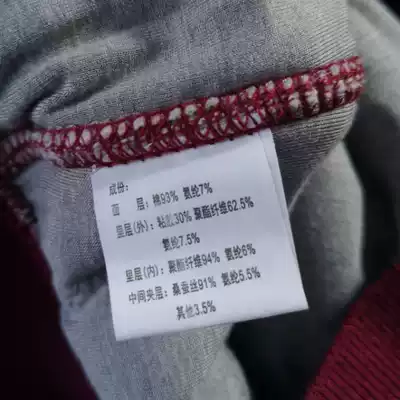 成份:
面 层: 棉93% 氨纶7%
里层(外): 粘纤30% 聚酯纤维62.5%
氨纶7.5%
里层(内): 聚酯纤维94% 氨纶6%
中间夹层: 桑蚕丝91% 氨纶5.5%
其他3.5%